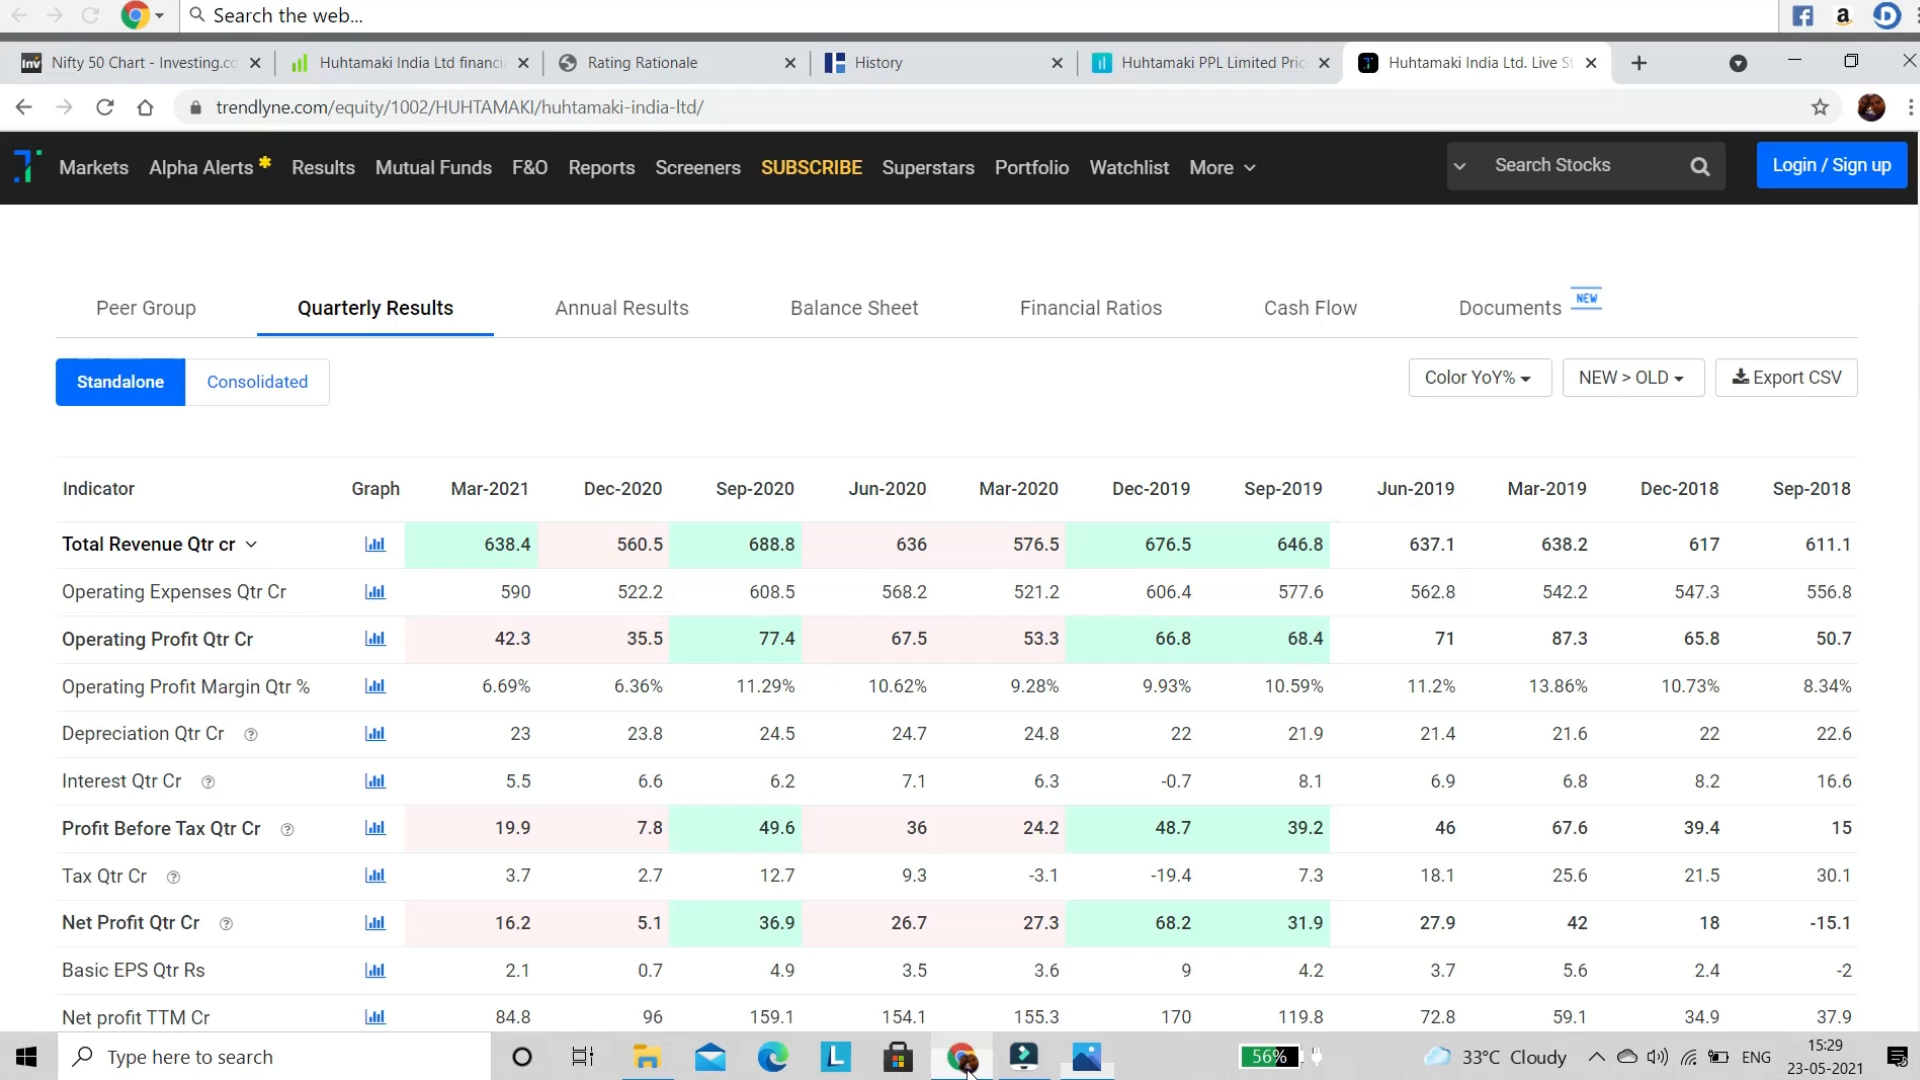 Search the web...
Nifty 50 Chart - Investing.co
Huhtamaki India Ltd financi
Rating Rationale
History
Huhtamaki PPL Limited Pric
Huhtamaki India Ltd. Live St
trendlyne.com/equity/1002/HUHTAMAKI/huhtamaki-india-ltd/
Markets Alpha Alerts Results Mutual Funds F&O Reports Screeners SUBSCRIBE Superstars Portfolio Watchlist More Search Stocks Login / Sign up
Peer Group Quarterly Results Annual Results Balance Sheet Financial Ratios Cash Flow Documents NEW
Standalone Consolidated Color YoY% NEW > OLD Export CSV
Indicator Graph Mar-2021 Dec-2020 Sep-2020 Jun-2020 Mar-2020 Dec-2019 Sep-2019 Jun-2019 Mar-2019 Dec-2018 Sep-2018
Total Revenue Qtr cr 638.4 560.5 688.8 636 576.5 676.5 646.8 637.1 638.2 617 611.1
Operating Expenses Qtr Cr 590 522.2 608.5 568.2 521.2 606.4 577.6 562.8 542.2 547.3 556.8
Operating Profit Qtr Cr 42.3 35.5 77.4 67.5 53.3 66.8 68.4 71 87.3 65.8 50.7
Operating Profit Margin Qtr % 6.69% 6.36% 11.29% 10.62% 9.28% 9.93% 10.59% 11.2% 13.86% 10.73% 8.34%
Depreciation Qtr Cr 23 23.8 24.5 24.7 24.8 22 21.9 21.4 21.6 22 22.6
Interest Qtr Cr 5.5 6.6 6.2 7.1 6.3 -0.7 8.1 6.9 6.8 8.2 16.6
Profit Before Tax Qtr Cr 19.9 7.8 49.6 36 24.2 48.7 39.2 46 67.6 39.4 15
Tax Qtr Cr 3.7 2.7 12.7 9.3 -3.1 -19.4 7.3 18.1 25.6 21.5 30.1
Net Profit Qtr Cr 16.2 5.1 36.9 26.7 27.3 68.2 31.9 27.9 42 18 -15.1
Basic EPS Qtr Rs 2.1 0.7 4.9 3.5 3.6 9 4.2 3.7 5.6 2.4 -2
Net profit TTM Cr 84.8 96 159.1 154.1 155.3 170 119.8 72.8 59.1 34.9 37.9
Type here to search 56% 33°C Cloudy ENG 15:29
23-05-2021